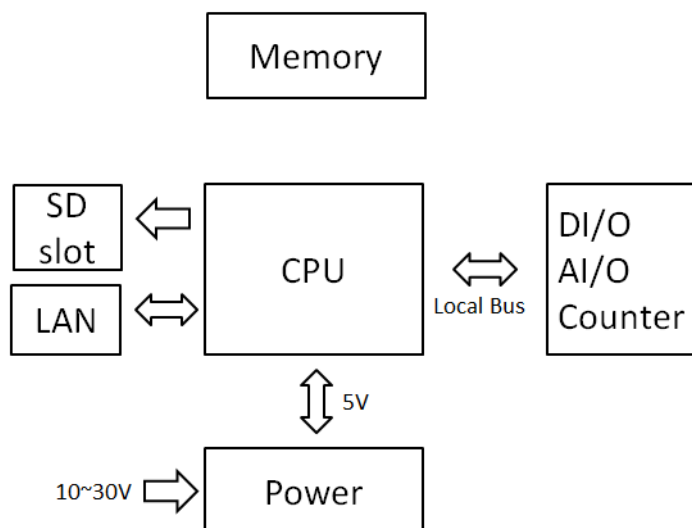 Memory
SD
slot
CPU
DI/O
AI/O
Counter
Local Bus
LAN
5V
10~30V
Power